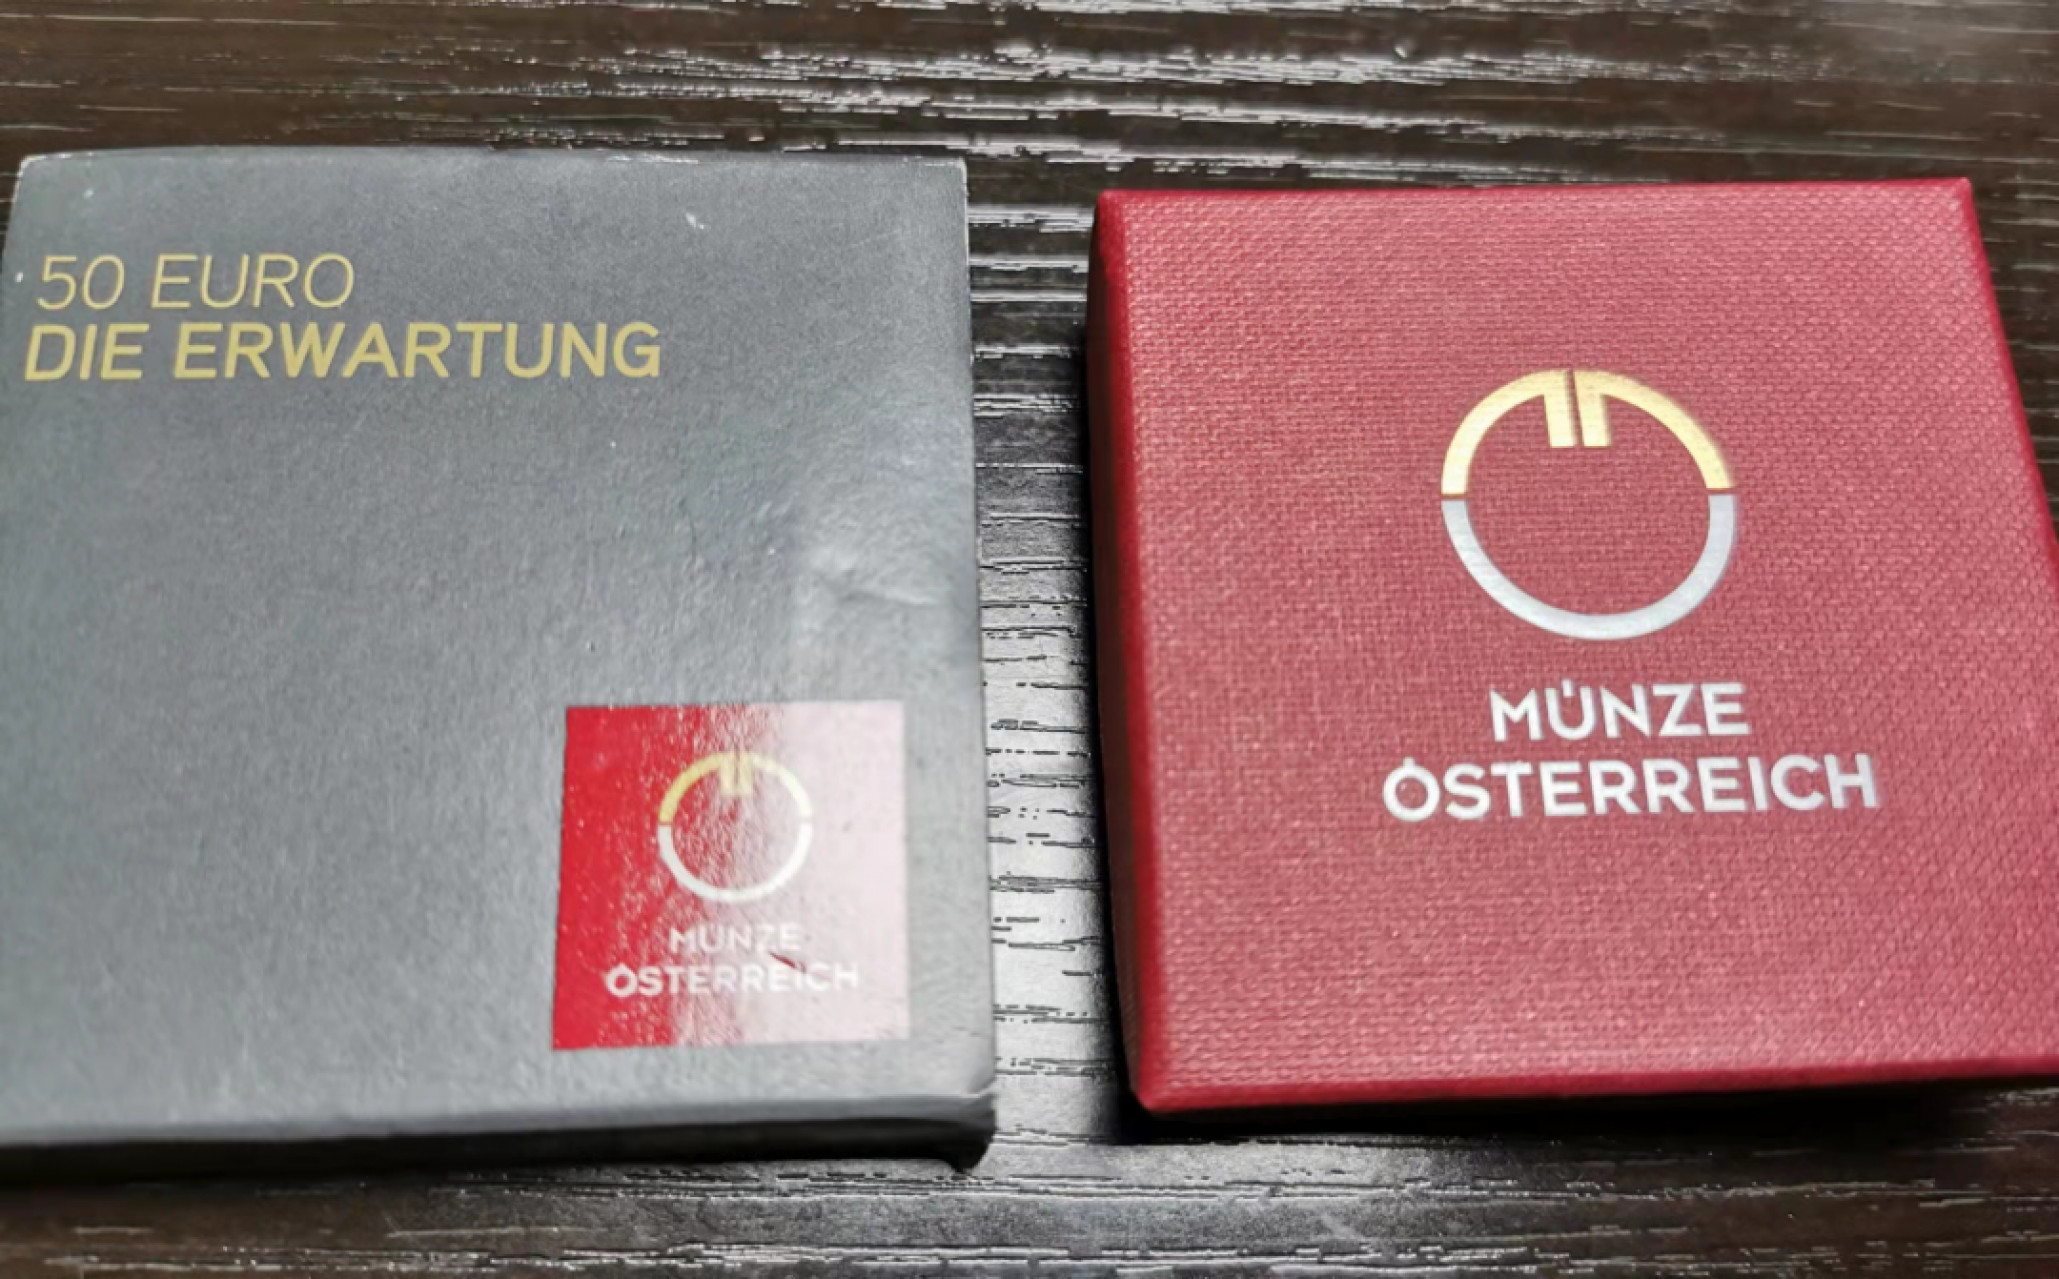 50 EURO
DIE ERWARTUNG
MÜNZE
ÖSTERREICH
MÜNZE
ÖSTERREICH